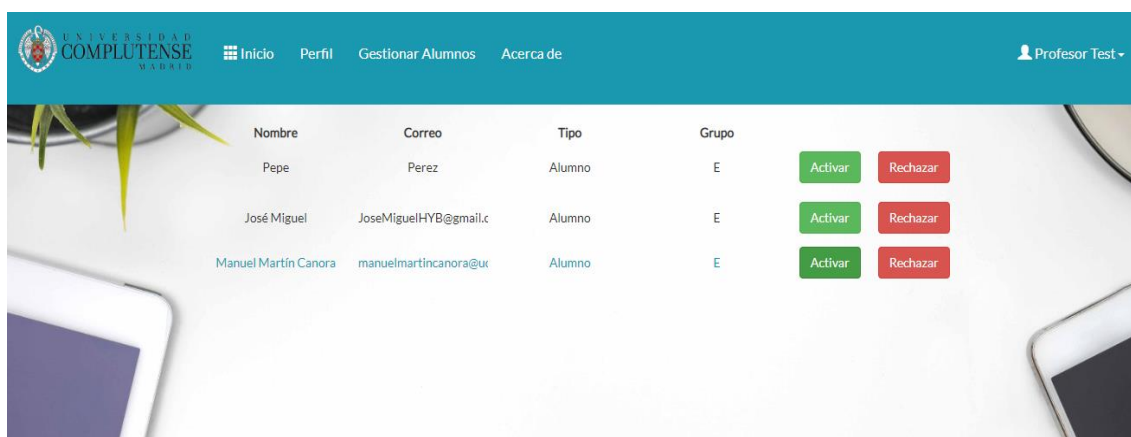 UNIVERSIDAD
COMPLUTENSE
MADRID
Inicio Perfil Gestionar Alumnos Acerca de Profesor Test
Nombre Correo Tipo Grupo
Pepe Perez Alumno E Activar Rechazar
José Miguel JoseMiguelHYB@gmail.c Alumno E Activar Rechazar
Manuel Martín Canora manuelmartincanora@uc Alumno E Activar Rechazar